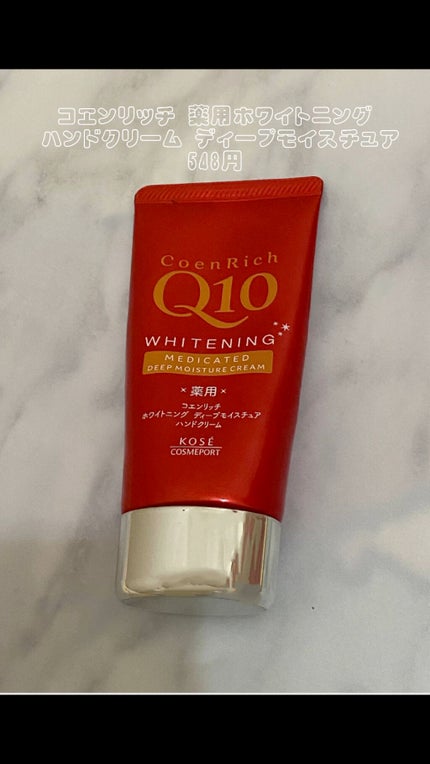 コエンリッチ 薬用ホワイトニング
ハンドクリーム ディープモイスチュア
548円
CoenRich
Q10
WHITENING
MEDICATED
DEEP MOISTURE CREAM
×薬用×
コエンリッチ
ホワイトニング ディープモイスチュア
ハンドクリーム
KOSÉ
COSMEPORT